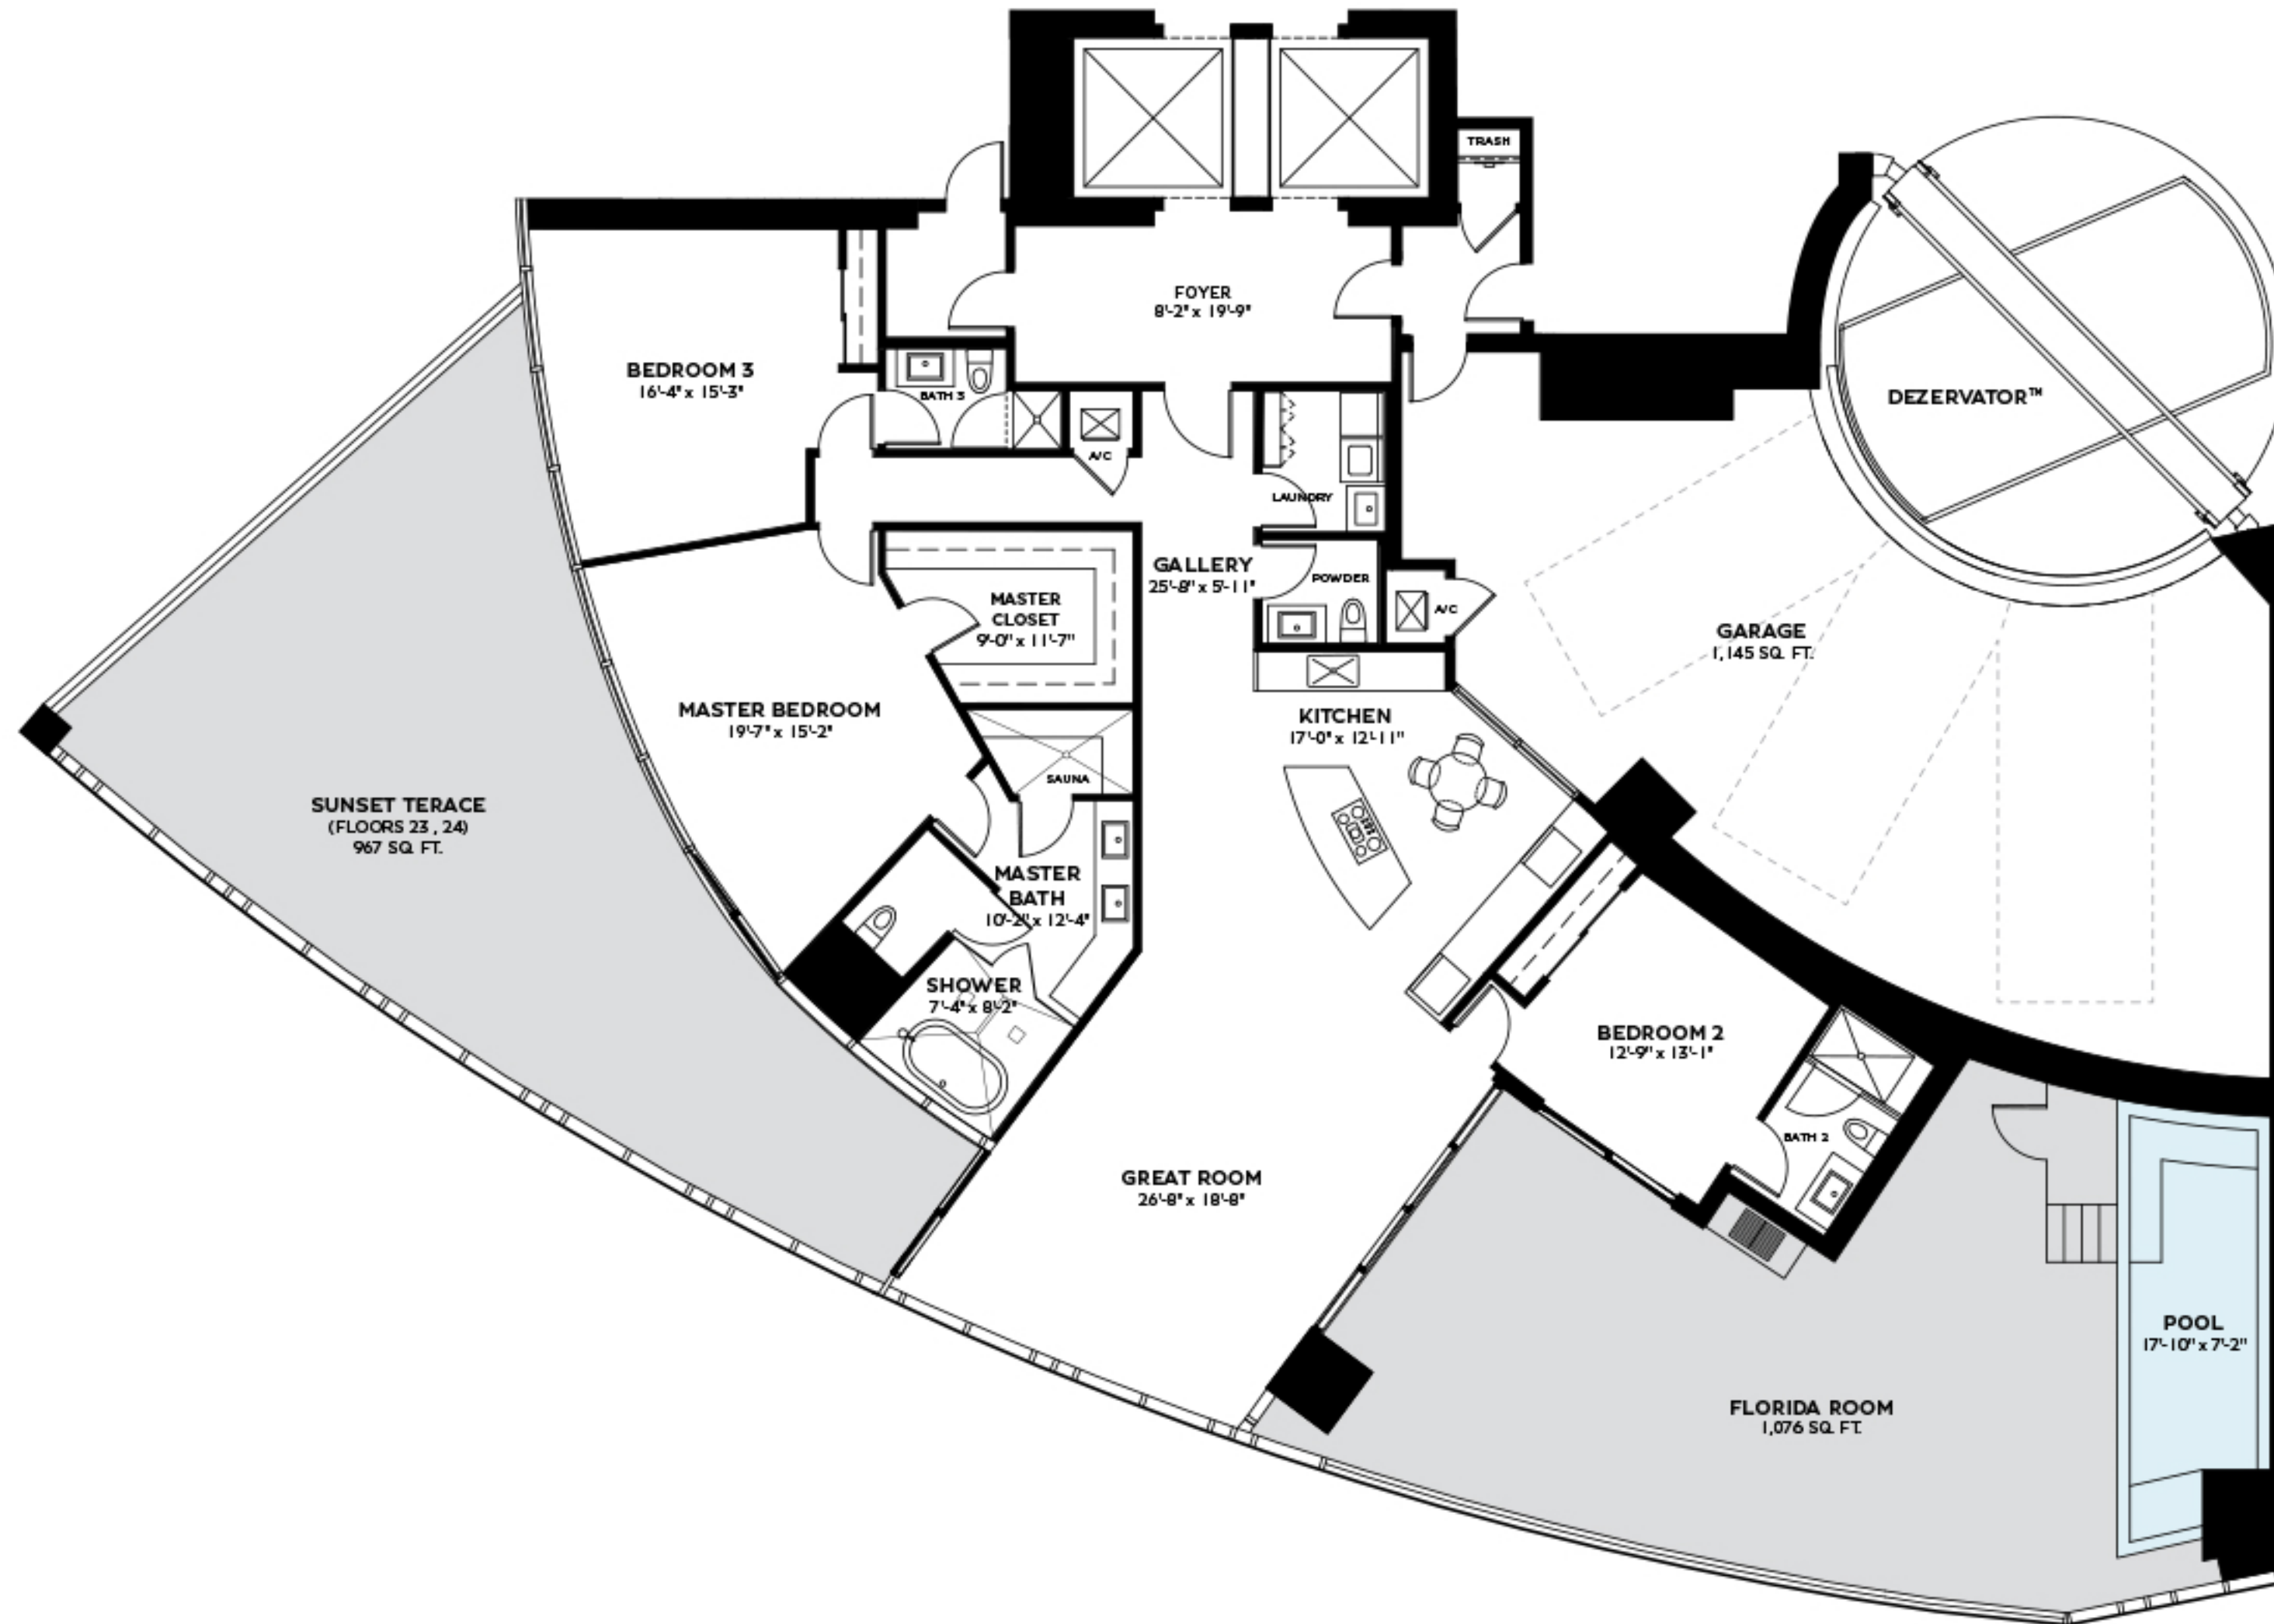 TRASH
FOYER
8'-2" x 19'-9"
BEDROOM 3
16'-4" x 15'-3"
BATH 3
A/C
DEZERVATOR™
LAUNDRY
GALLERY
25'-8" x 5'-11"
POWDER
A/C
MASTER
CLOSET
9'-0" x 11'-7"
GARAGE
1,145 SQ. FT.
MASTER BEDROOM
19'-7" x 15'-2"
KITCHEN
17'-0" x 12'-11"
SAUNA
SUNSET TERACE
(FLOORS 23 , 24)
967 SQ. FT.
MASTER
BATH
10'-2" x 12'-4"
SHOWER
7'-4" x 8'-2"
BEDROOM 2
12'-9" x 13'-1"
BATH 2
GREAT ROOM
26'-8" x 18'-8"
POOL
17'-10" x 7'-2"
FLORIDA ROOM
1,076 SQ. FT.